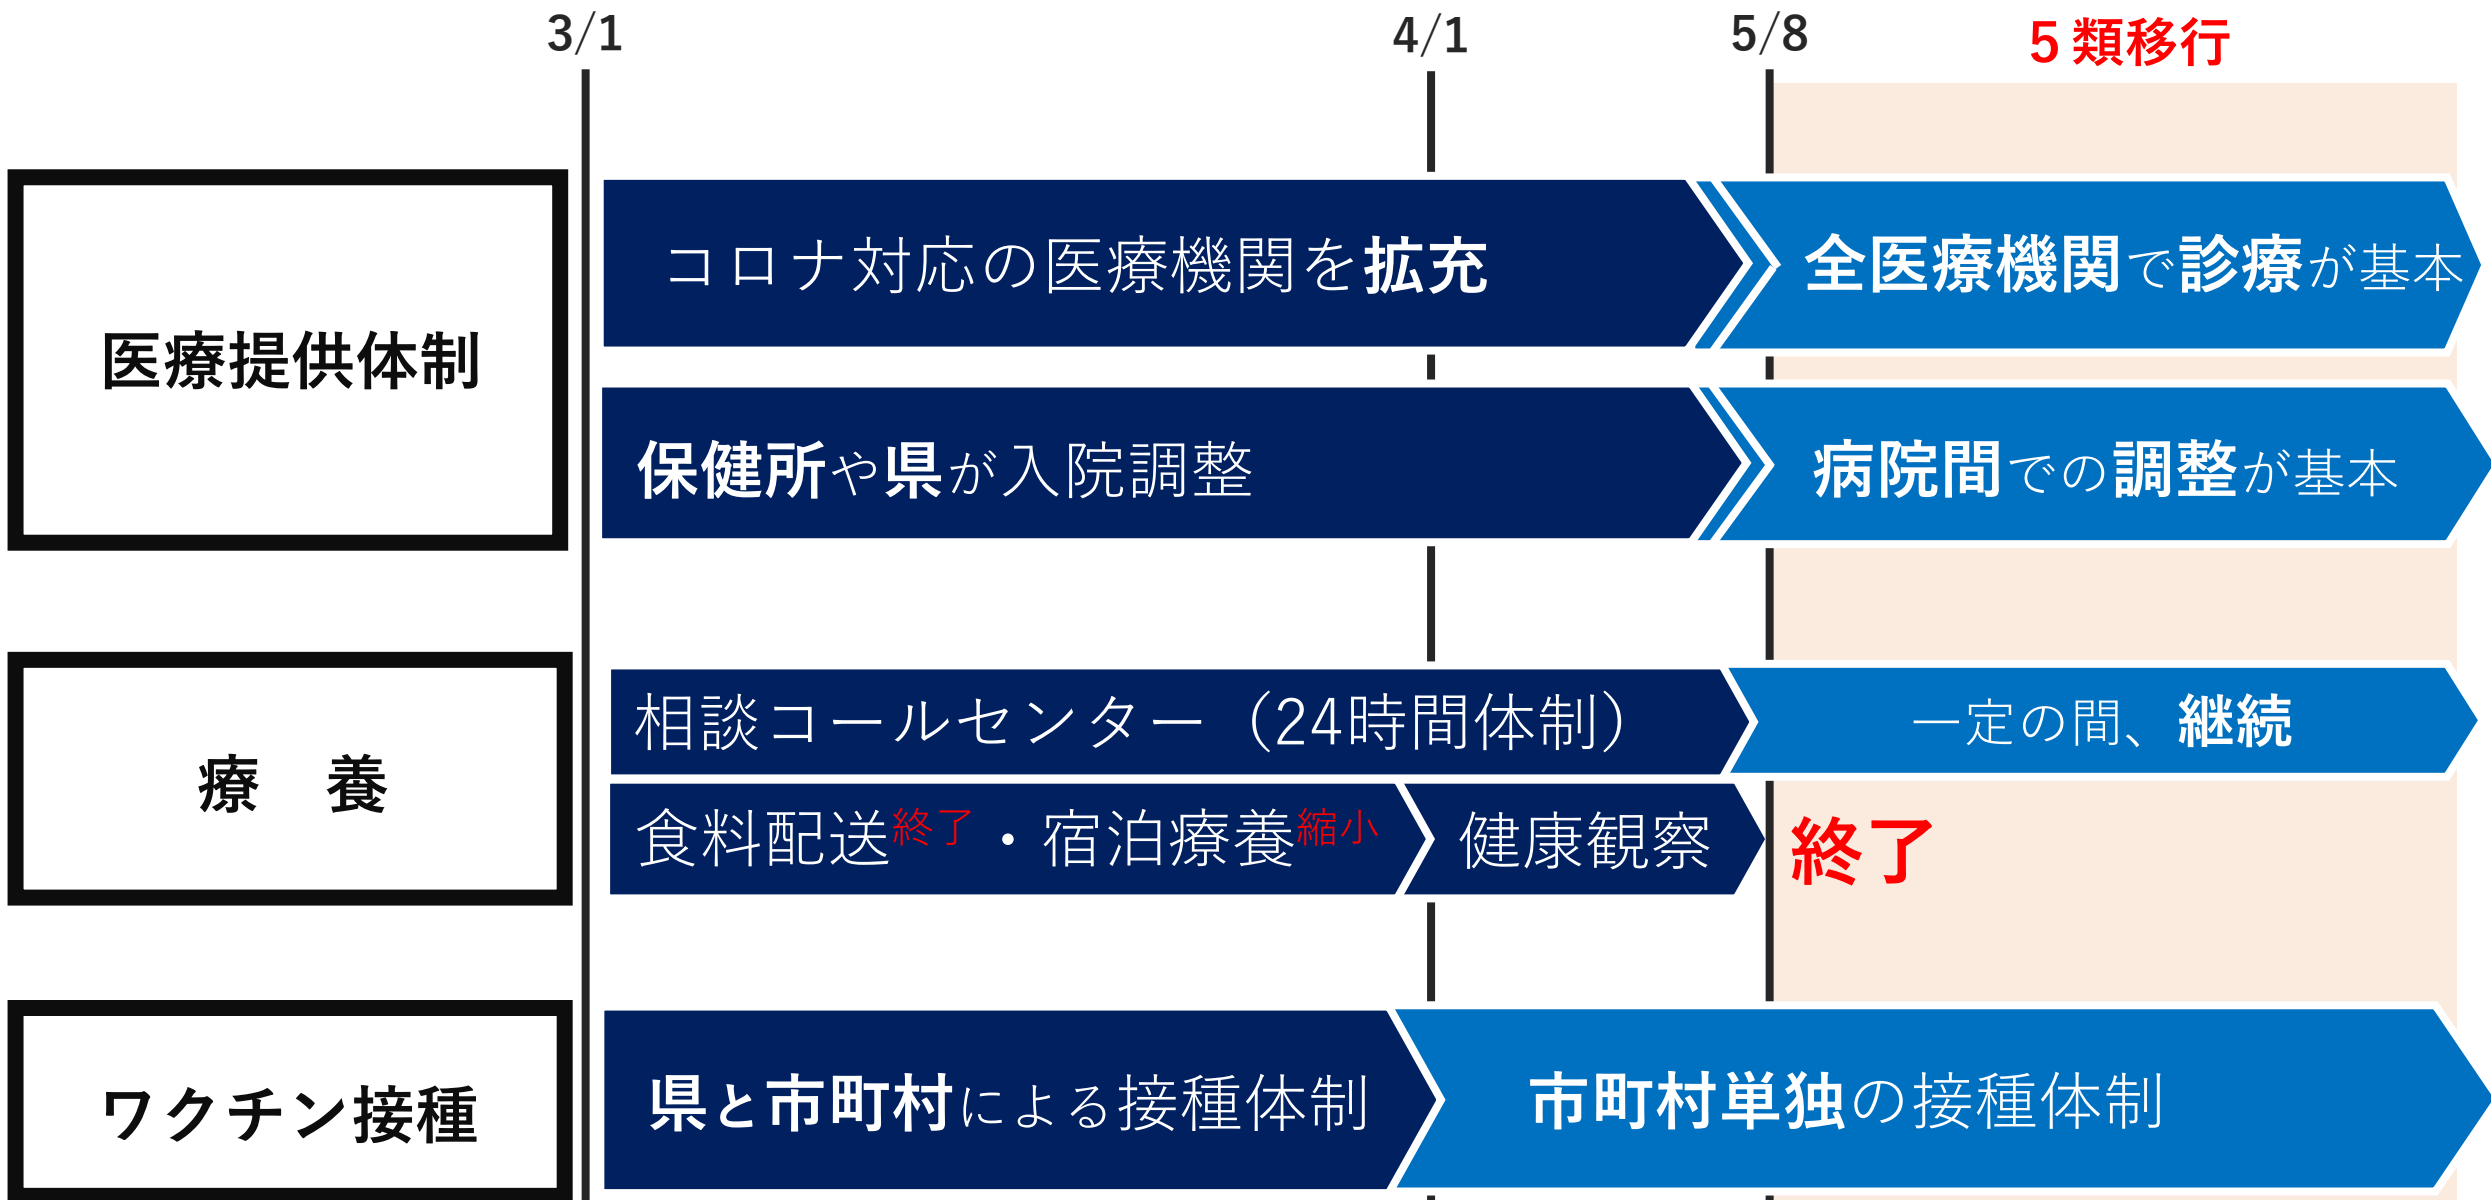 3/1
4/1
5/8
5 類移行
医療提供体制
コロナ対応の医療機関を拡充
全医療機関で診療が基本
保健所や県が入院調整
病院間での調整が基本
療　養
相談コールセンター（24時間体制）
一定の間、継続
食料配送終了・宿泊療養縮小
健康観察
終了
ワクチン接種
県と市町村による接種体制
市町村単独の接種体制